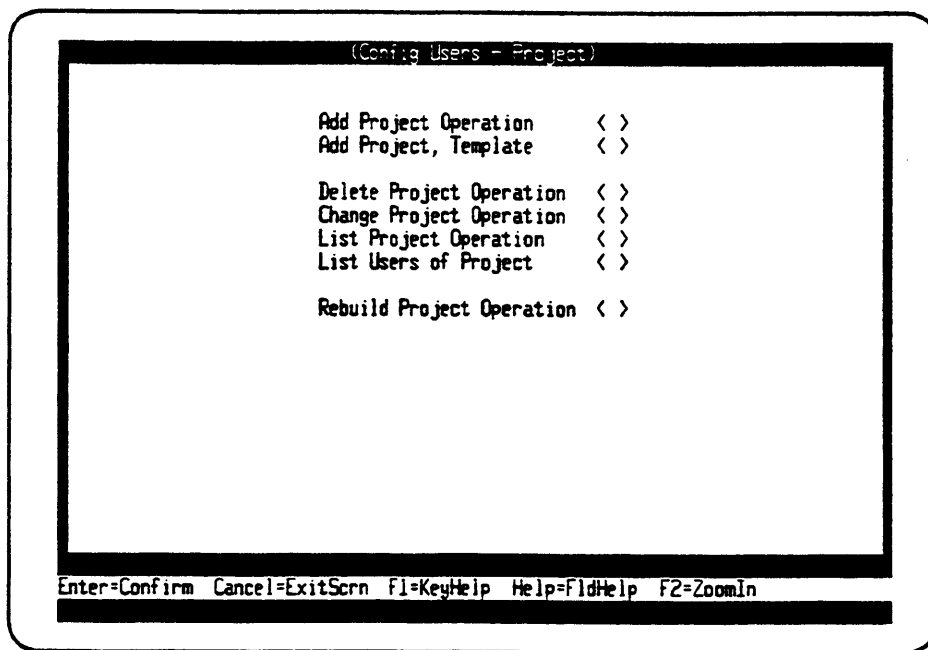 (Config Users - Project)
Add Project Operation < >
Add Project, Template < >
Delete Project Operation < >
Change Project Operation < >
List Project Operation < >
List Users of Project < >
Rebuild Project Operation < >
Enter=Confirm Cancel=ExitScrn F1=KeyHelp Help=FldHelp F2=ZoomIn